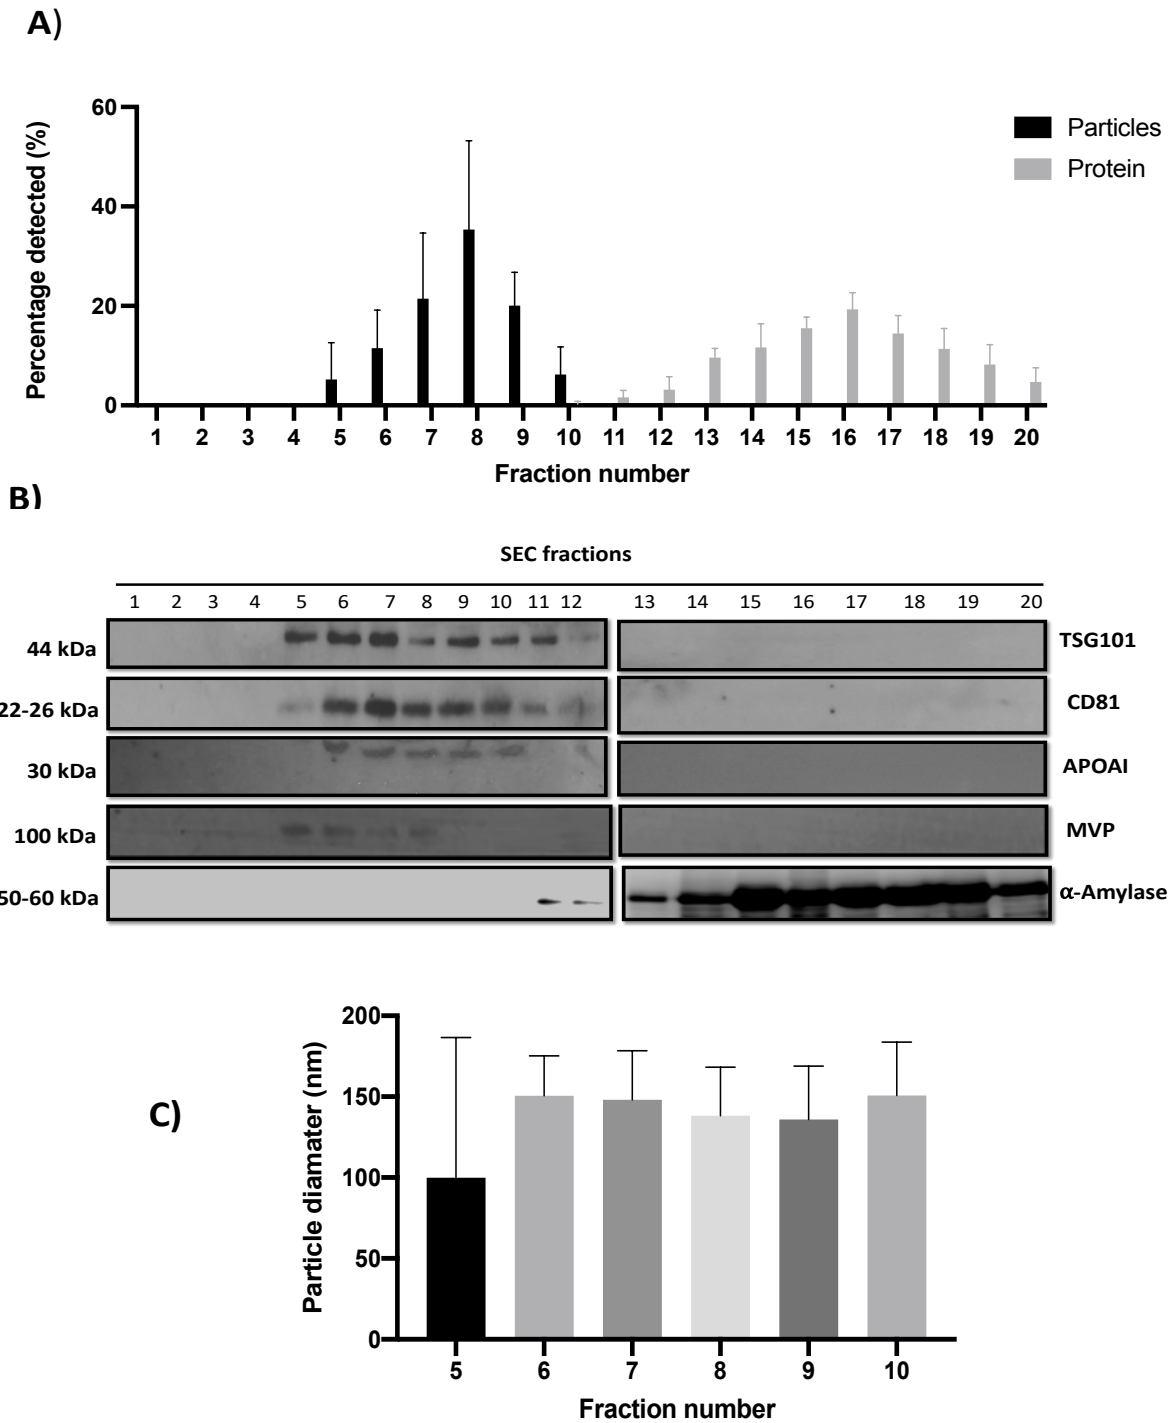 A)
60
40
20
0
Percentage detected (%)
Particles
Protein
1 2 3 4 5 6 7 8 9 10 11 12 13 14 15 16 17 18 19 20
Fraction number
B)
SEC fractions
1 2 3 4 5 6 7 8 9 10 11 12 13 14 15 16 17 18 19 20
44 kDa TSG101
22-26 kDa CD81
30 kDa APOAI
100 kDa MVP
50-60 kDa α-Amylase
C)
200
150
100
50
0
Particle diamater (nm)
5 6 7 8 9 10
Fraction number